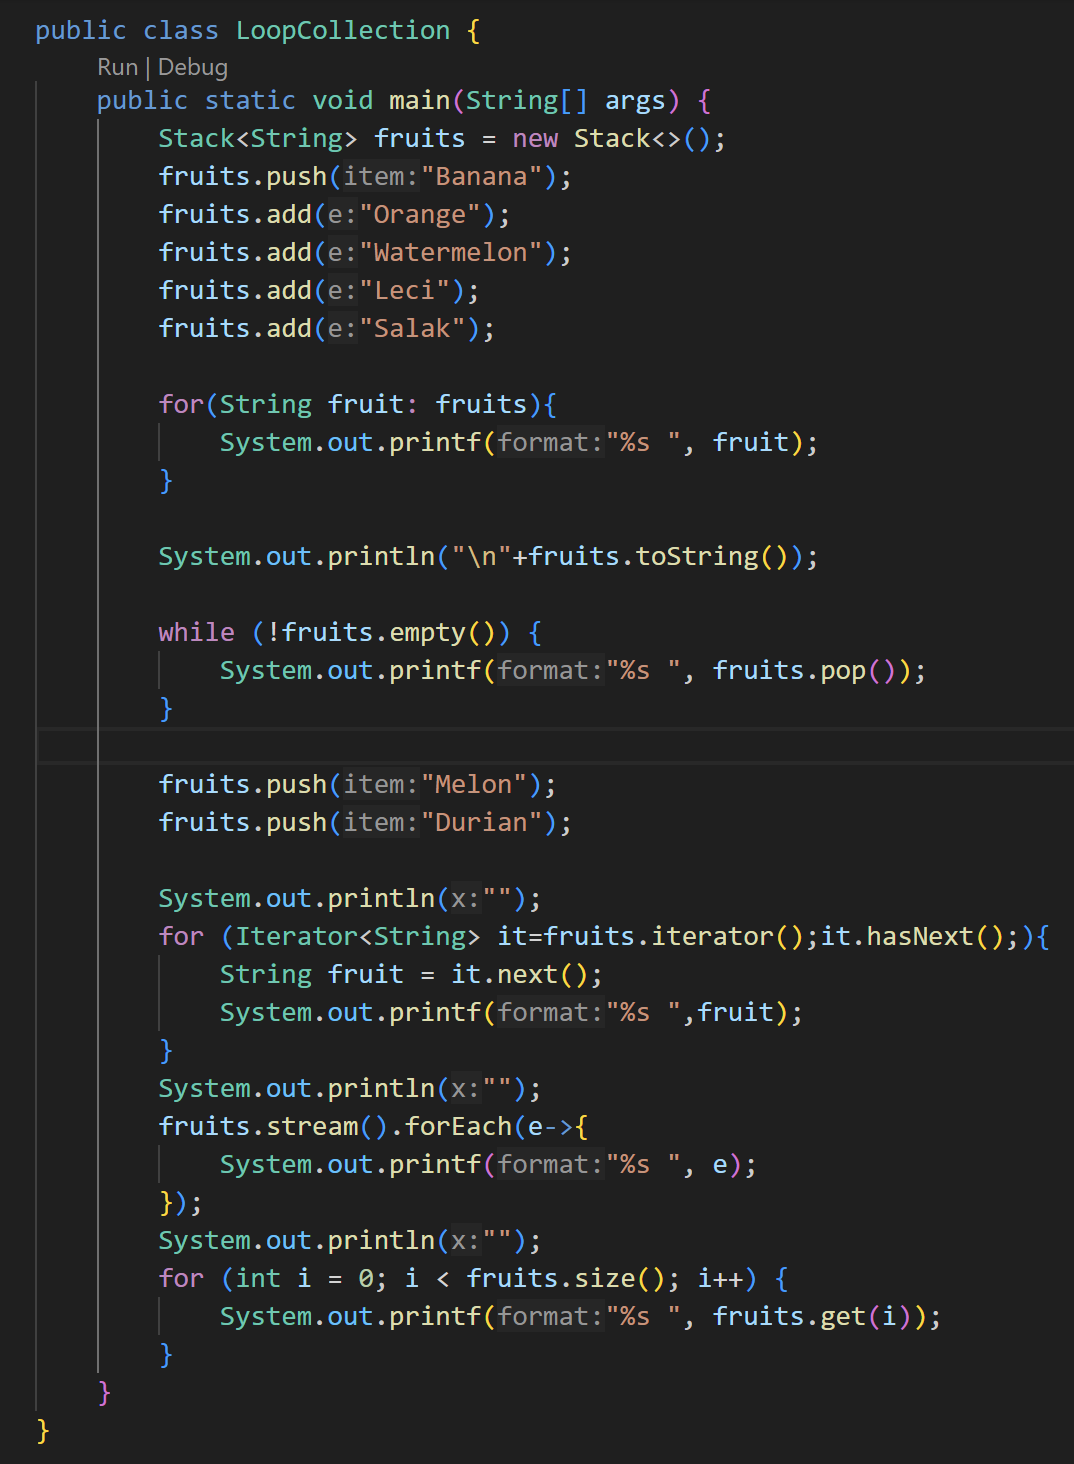 public class LoopCollection {
Run | Debug
public static void main(String[] args) {
Stack<String> fruits = new Stack<>();
fruits.push(item:"Banana");
fruits.add(e:"Orange");
fruits.add(e:"Watermelon");
fruits.add(e:"Leci");
fruits.add(e:"Salak");
for(String fruit: fruits){
System.out.printf(format:"%s ", fruit);
}
System.out.println("\n"+fruits.toString());
while (!fruits.empty()) {
System.out.printf(format:"%s ", fruits.pop());
}
fruits.push(item:"Melon");
fruits.push(item:"Durian");
System.out.println(x:"");
for (Iterator<String> it=fruits.iterator();it.hasNext();){
String fruit = it.next();
System.out.printf(format:"%s ",fruit);
}
System.out.println(x:"");
fruits.stream().forEach(e->{
System.out.printf(format:"%s ", e);
});
System.out.println(x:"");
for (int i = 0; i < fruits.size(); i++) {
System.out.printf(format:"%s ", fruits.get(i));
}
}
}